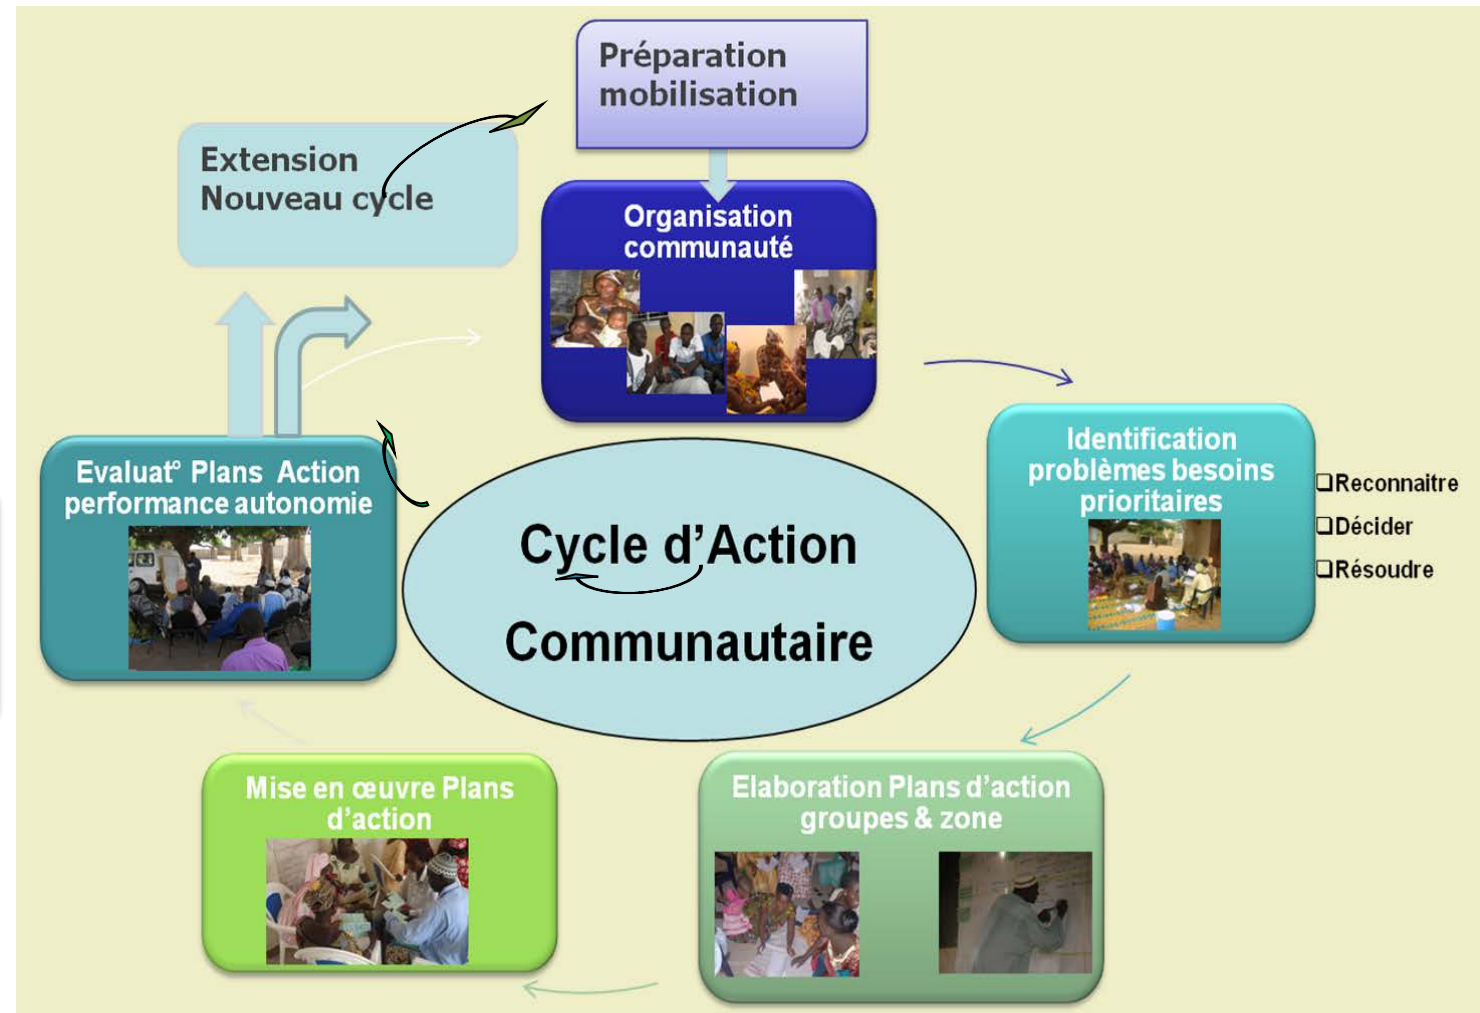 Préparation
mobilisation
Extension
Nouveau cycle
Organisation
communauté
Identification
problèmes besoins
prioritaires
❑Reconnaitre
❑Décider
❑Résoudre
Evaluat° Plans Action
performance autonomie
Cycle d’Action
Communautaire
Elaboration Plans d’action
groupes & zone
Mise en œuvre Plans
d’action